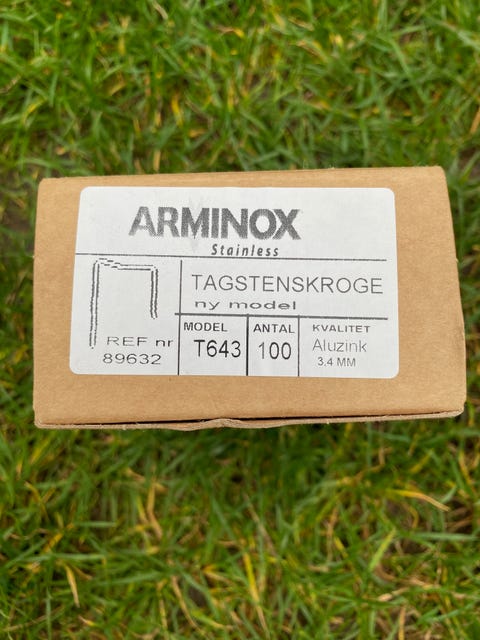 ARMINOX
Stainless
TAGSTENSKROGE
ny model
REF nr
89632
MODEL
T643
ANTAL
100
KVALITET
Aluzink
3,4 MM